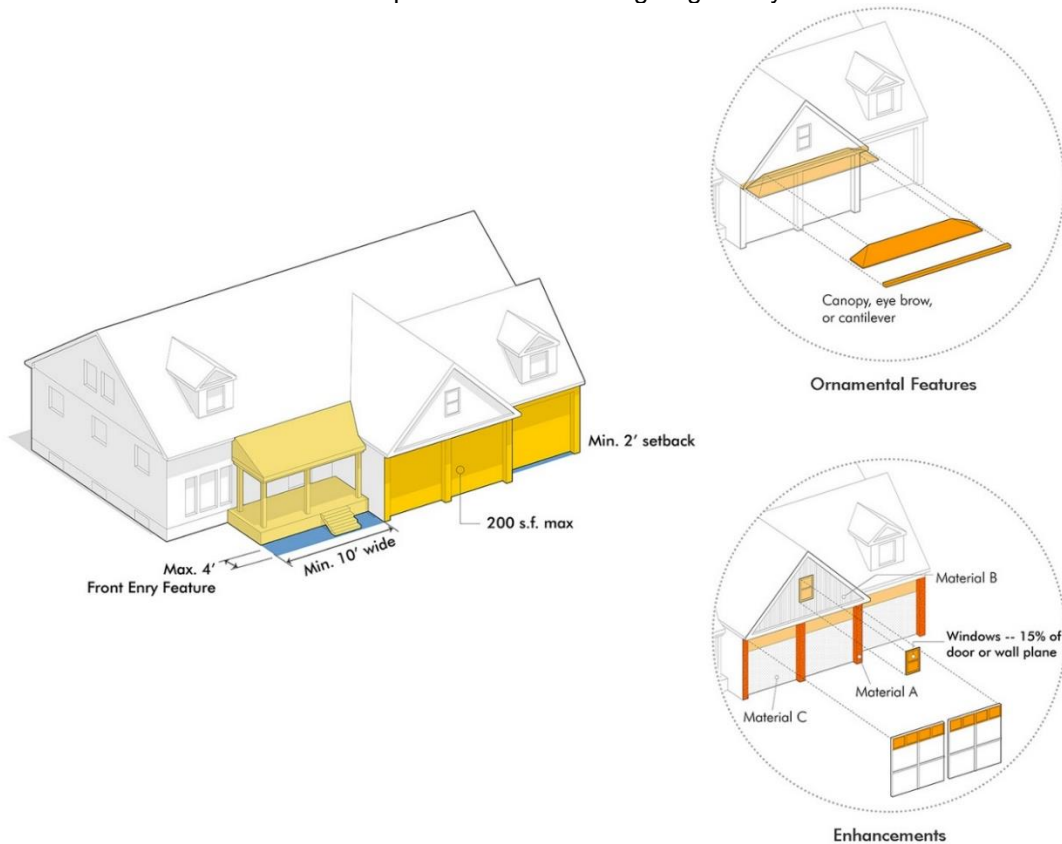 Canopy, eye brow,
or cantilever
Ornamental Features
Min. 2' setback
200 s.f. max
Min. 10' wide
Max. 4'
Front Enry Feature
Material B
Windows -- 15% of
door or wall plane
Material A
Material C
Enhancements